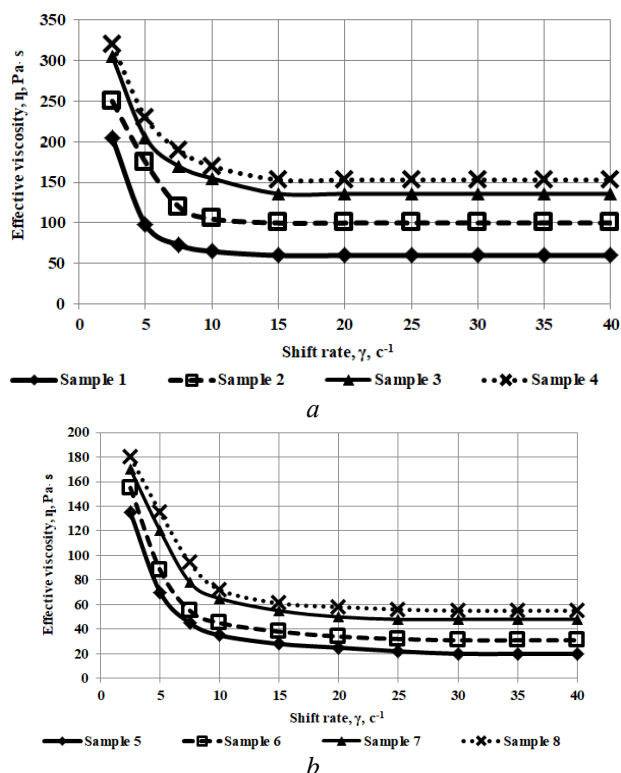 350
300
250
200
150
100
50
0
Effective viscosity, η, Pa· s
0 5 10 15 20 25 30 35 40
Shift rate, γ, c-1
Sample 1 Sample 2 Sample 3 Sample 4
a
200
180
160
140
120
100
80
60
40
20
0
Effective viscosity, η, Pa· s
0 5 10 15 20 25 30 35 40
Shift rate, γ, c-1
Sample 5 Sample 6 Sample 7 Sample 8
b